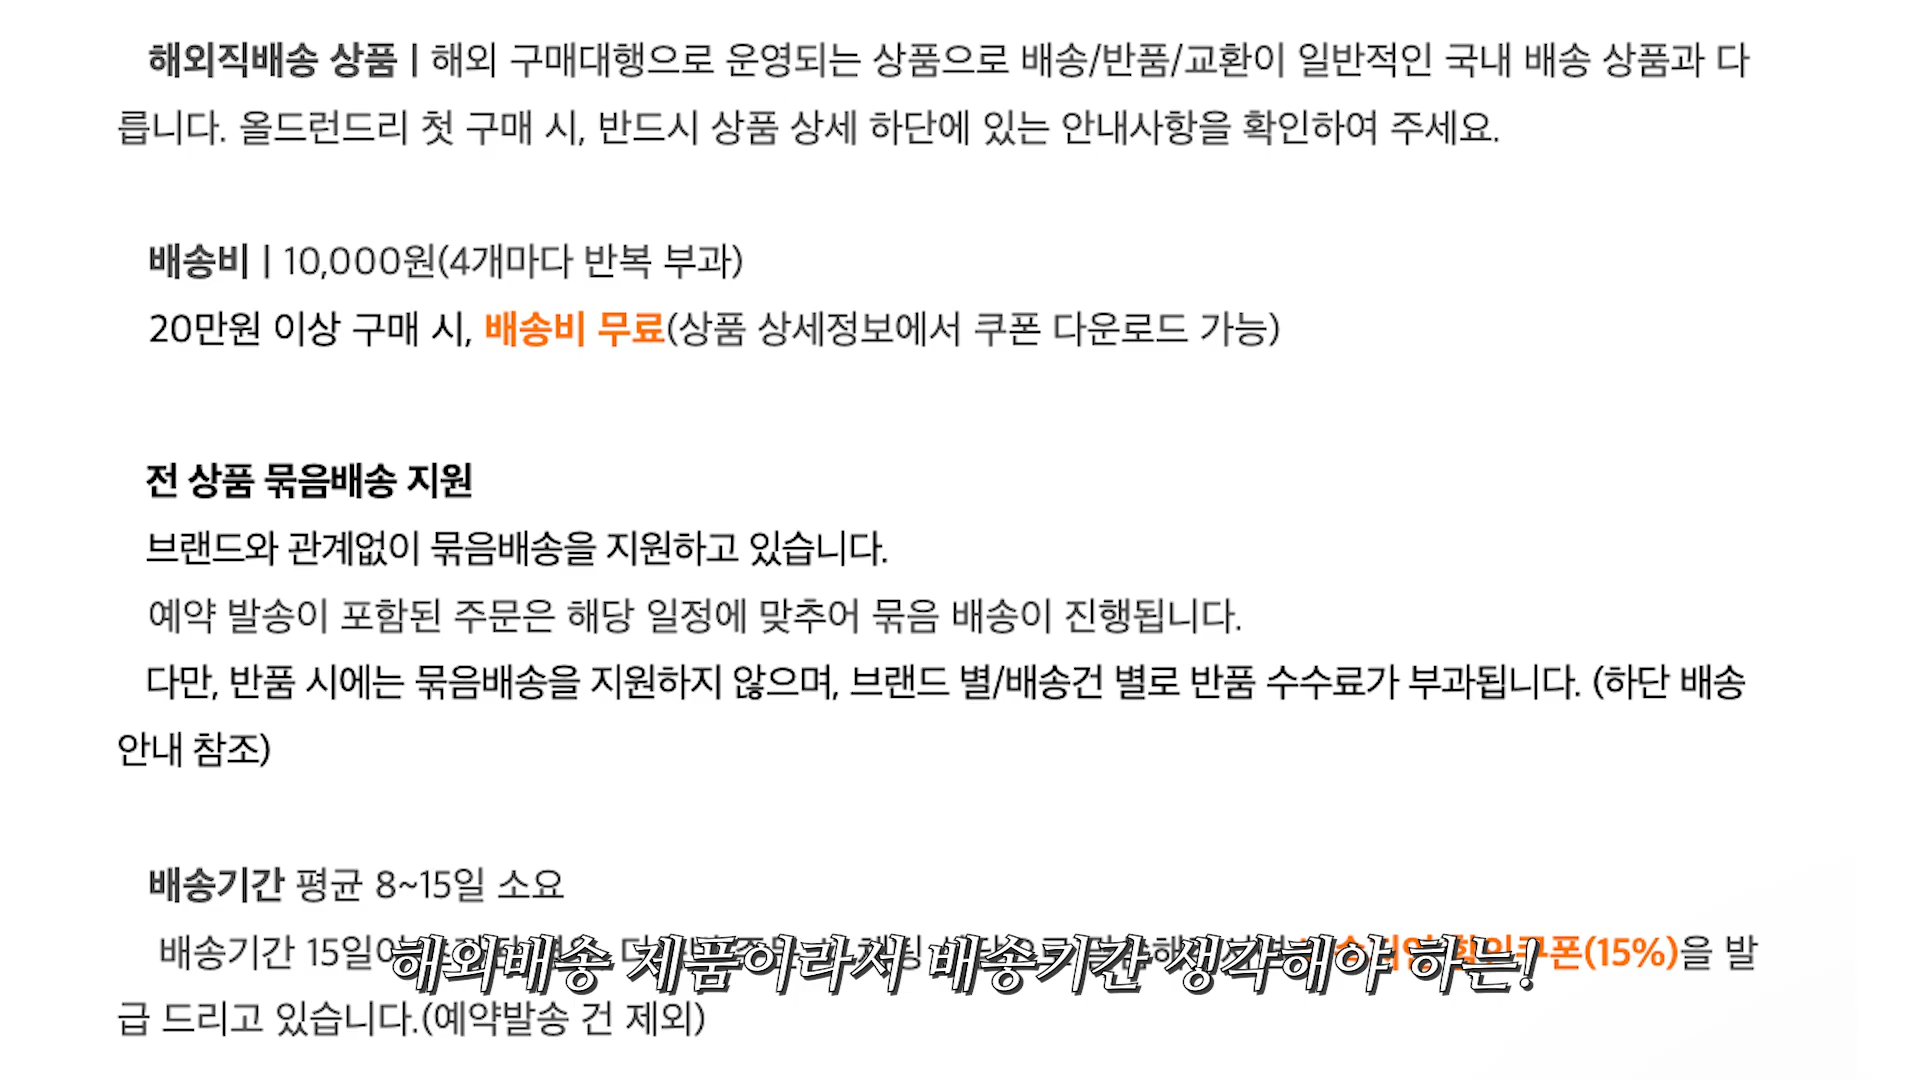 해외직배송 상품 | 해외 구매대행으로 운영되는 상품으로 배송/반품/교환이 일반적인 국내 배송 상품과 다
릅니다. 올드런드리 첫 구매 시, 반드시 상품 상세 하단에 있는 안내사항을 확인하여 주세요.
배송비 | 10,000원(4개마다 반복 부과)
20만원 이상 구매 시, 배송비 무료(상품 상세정보에서 쿠폰 다운로드 가능)
전 상품 묶음배송 지원
브랜드와 관계없이 묶음배송을 지원하고 있습니다.
예약 발송이 포함된 주문은 해당 일정에 맞추어 묶음 배송이 진행됩니다.
다만, 반품 시에는 묶음배송을 지원하지 않으며, 브랜드 별/배송건 별로 반품 수수료가 부과됩니다. (하단 배송
안내 참조)
배송기간 평균 8~15일 소요
배송기간 15일 쿠폰(15%)을 발
해외배송 제품이라서 배송기간 생각해야 하는!
급 드리고 있습니다.(예약발송 건 제외)